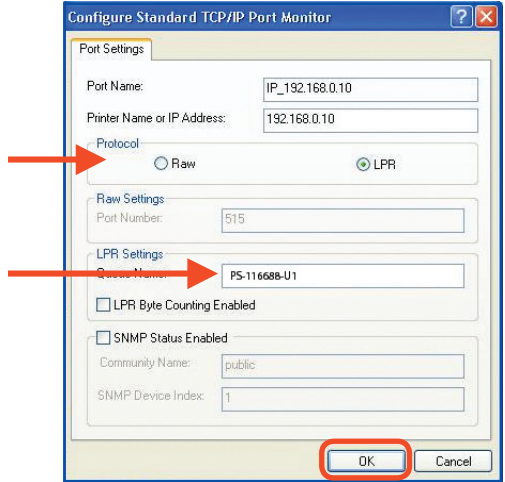 Configure Standard TCP/IP Port Monitor
Port Settings
Port Name: IP_192.168.0.10
Printer Name or IP Address: 192.168.0.10
Protocol
Raw LPR
Raw Settings
Port Number: 515
LPR Settings
Queue Name: PS-116688-U1
LPR Byte Counting Enabled
SNMP Status Enabled
Community Name: public
SNMP Device Index: 1
OK Cancel